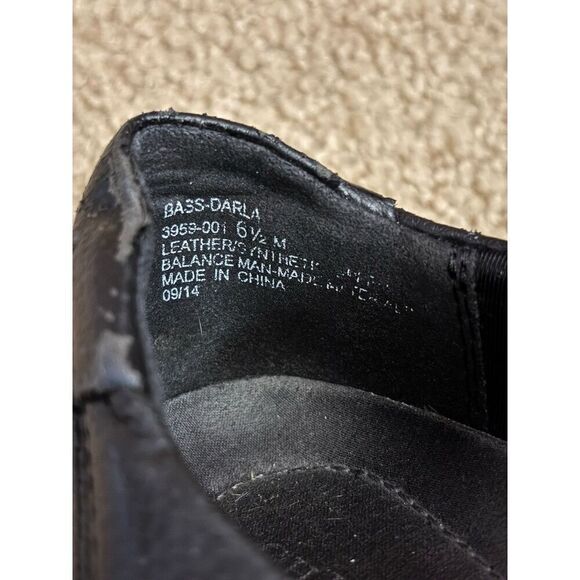 BASS-DARLA
3959-001 6½ M
LEATHER/SYNTHETIC
BALANCE MAN-MADE
MADE IN CHINA
09/14